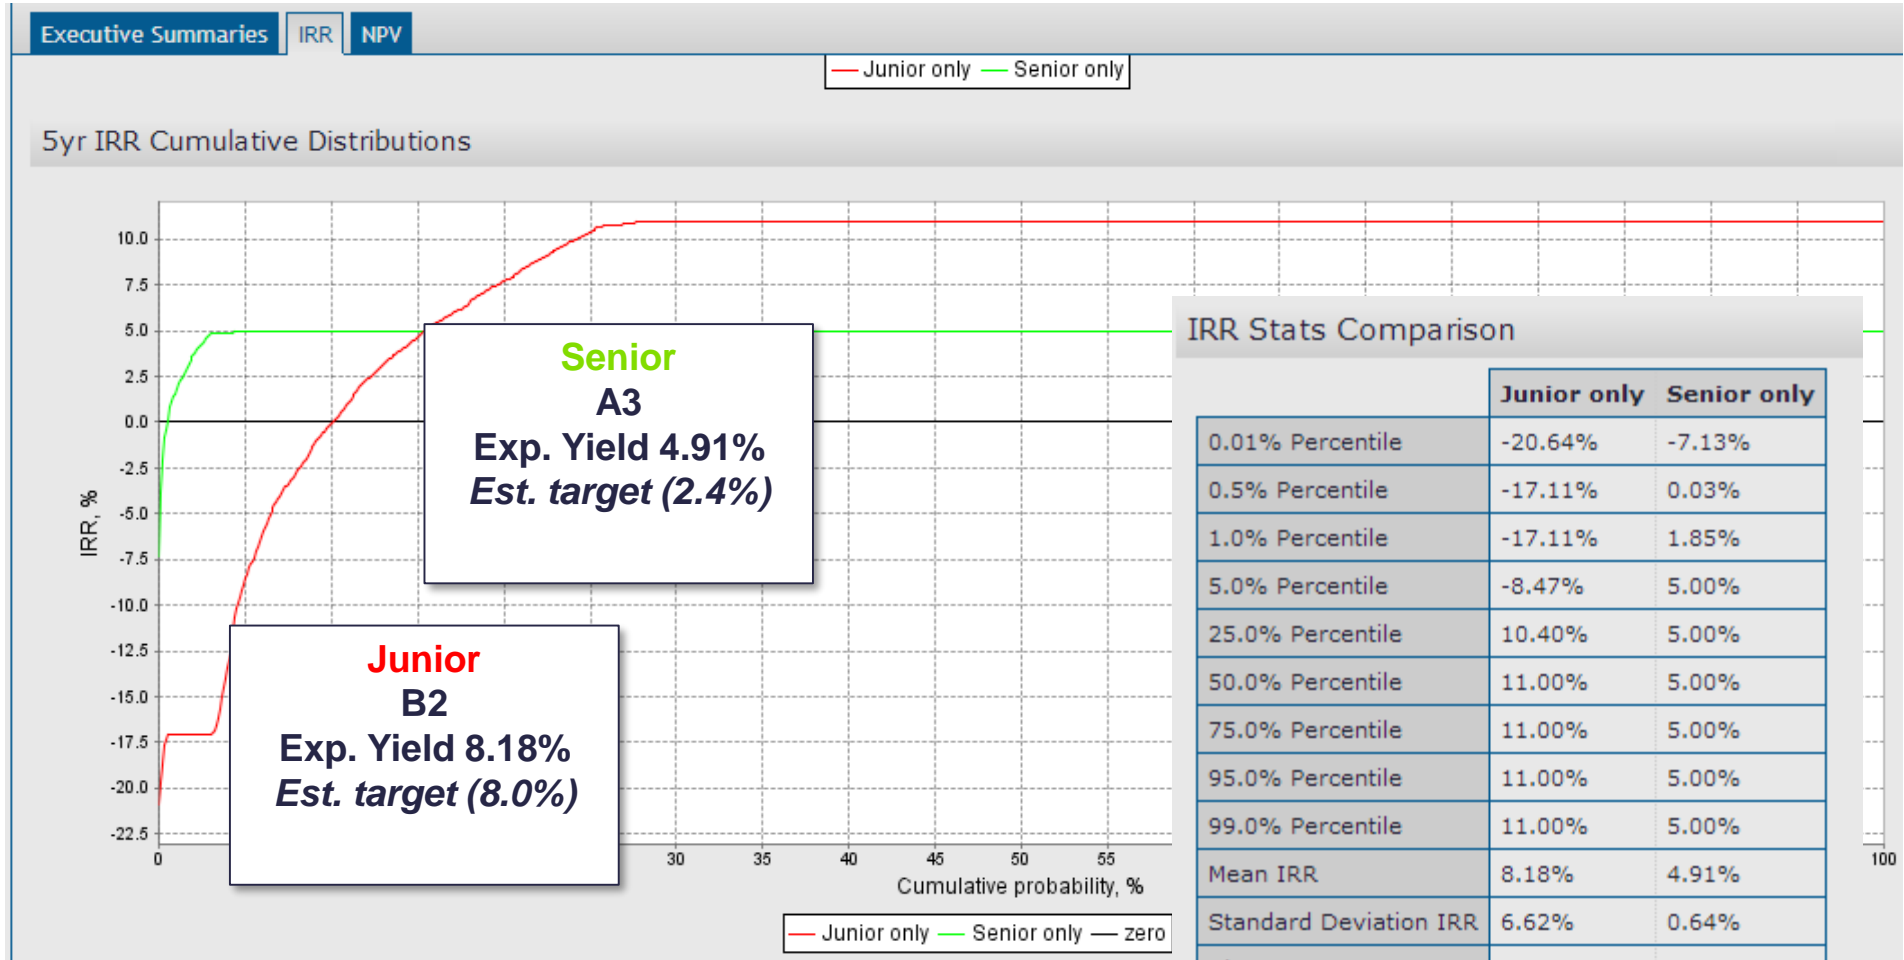 Executive Summaries IRR NPV
Junior only Senior only
5yr IRR Cumulative Distributions
10.0
7.5
5.0
2.5
0.0
-2.5
-5.0
-7.5
-10.0
-12.5
-15.0
-17.5
-20.0
-22.5
IRR, %
Senior
A3
Exp. Yield 4.91%
Est. target (2.4%)
Junior
B2
Exp. Yield 8.18%
Est. target (8.0%)
0 30 35 40 45 50 55 100
Cumulative probability, %
Junior only Senior only zero
IRR Stats Comparison
Junior only Senior only
0.01% Percentile -20.64% -7.13%
0.5% Percentile -17.11% 0.03%
1.0% Percentile -17.11% 1.85%
5.0% Percentile -8.47% 5.00%
25.0% Percentile 10.40% 5.00%
50.0% Percentile 11.00% 5.00%
75.0% Percentile 11.00% 5.00%
95.0% Percentile 11.00% 5.00%
99.0% Percentile 11.00% 5.00%
Mean IRR 8.18% 4.91%
Standard Deviation IRR 6.62% 0.64%